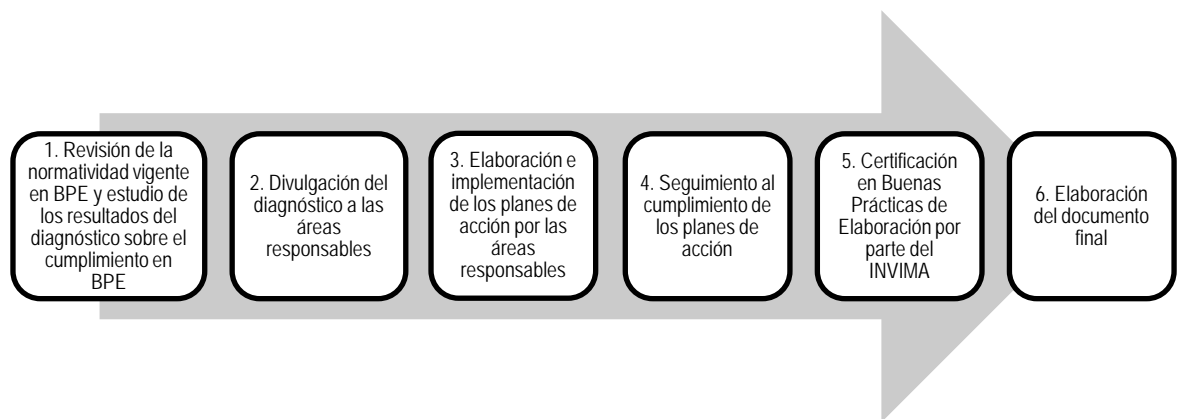 1. Revisión de la
normatividad vigente
en BPE y estudio de
los resultados del
diagnóstico sobre el
cumplimiento en
BPE
2. Divulgación del
diagnóstico a las
áreas
responsables
3. Elaboración e
implementación
de los planes de
acción por las
áreas
responsables
4. Seguimiento al
cumplimiento de
los planes de
acción
5. Certificación
en Buenas
Prácticas de
Elaboración por
parte del
INVIMA
6. Elaboración
del documento
final